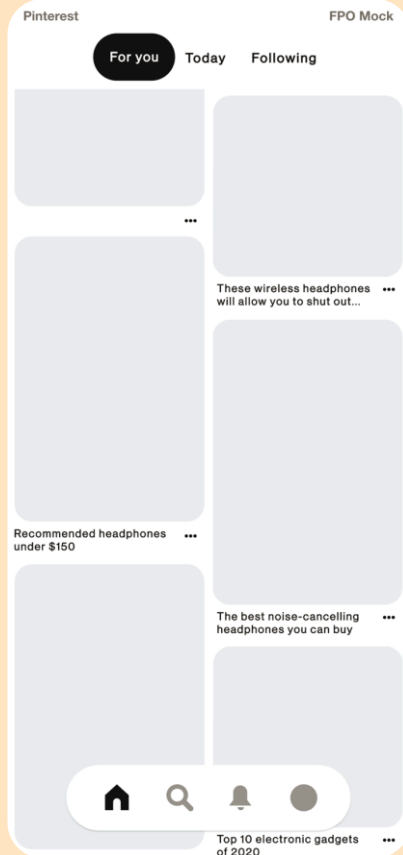 Pinterest
FPO Mock
For you
Today
Following
These wireless headphones
will allow you to shut out...
Recommended headphones
under $150
The best noise-cancelling
headphones you can buy
Top 10 electronic gadgets
of 2020